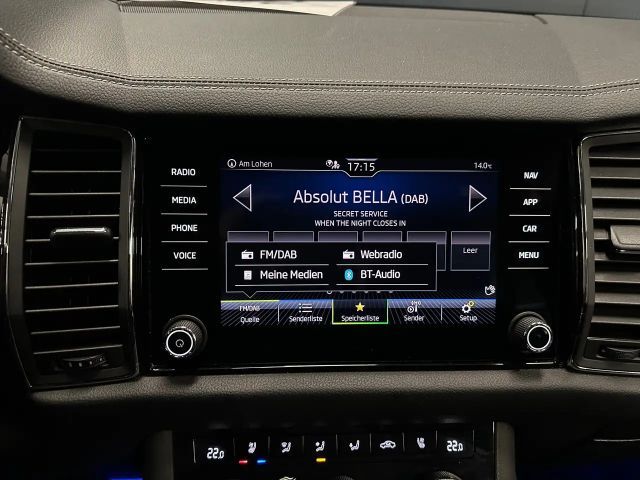 Am Lohen
17:15
14.0°C
RADIO
MEDIA
PHONE
VOICE
NAV
APP
CAR
MENU
Absolut BELLA (DAB)
SECRET SERVICE
WHEN THE NIGHT CLOSES IN
Leer
FM/DAB
Webradio
Meine Medien
BT-Audio
FM/DAB
Quelle
Senderliste
Speicherliste
Sender
Setup
22.0
22.0